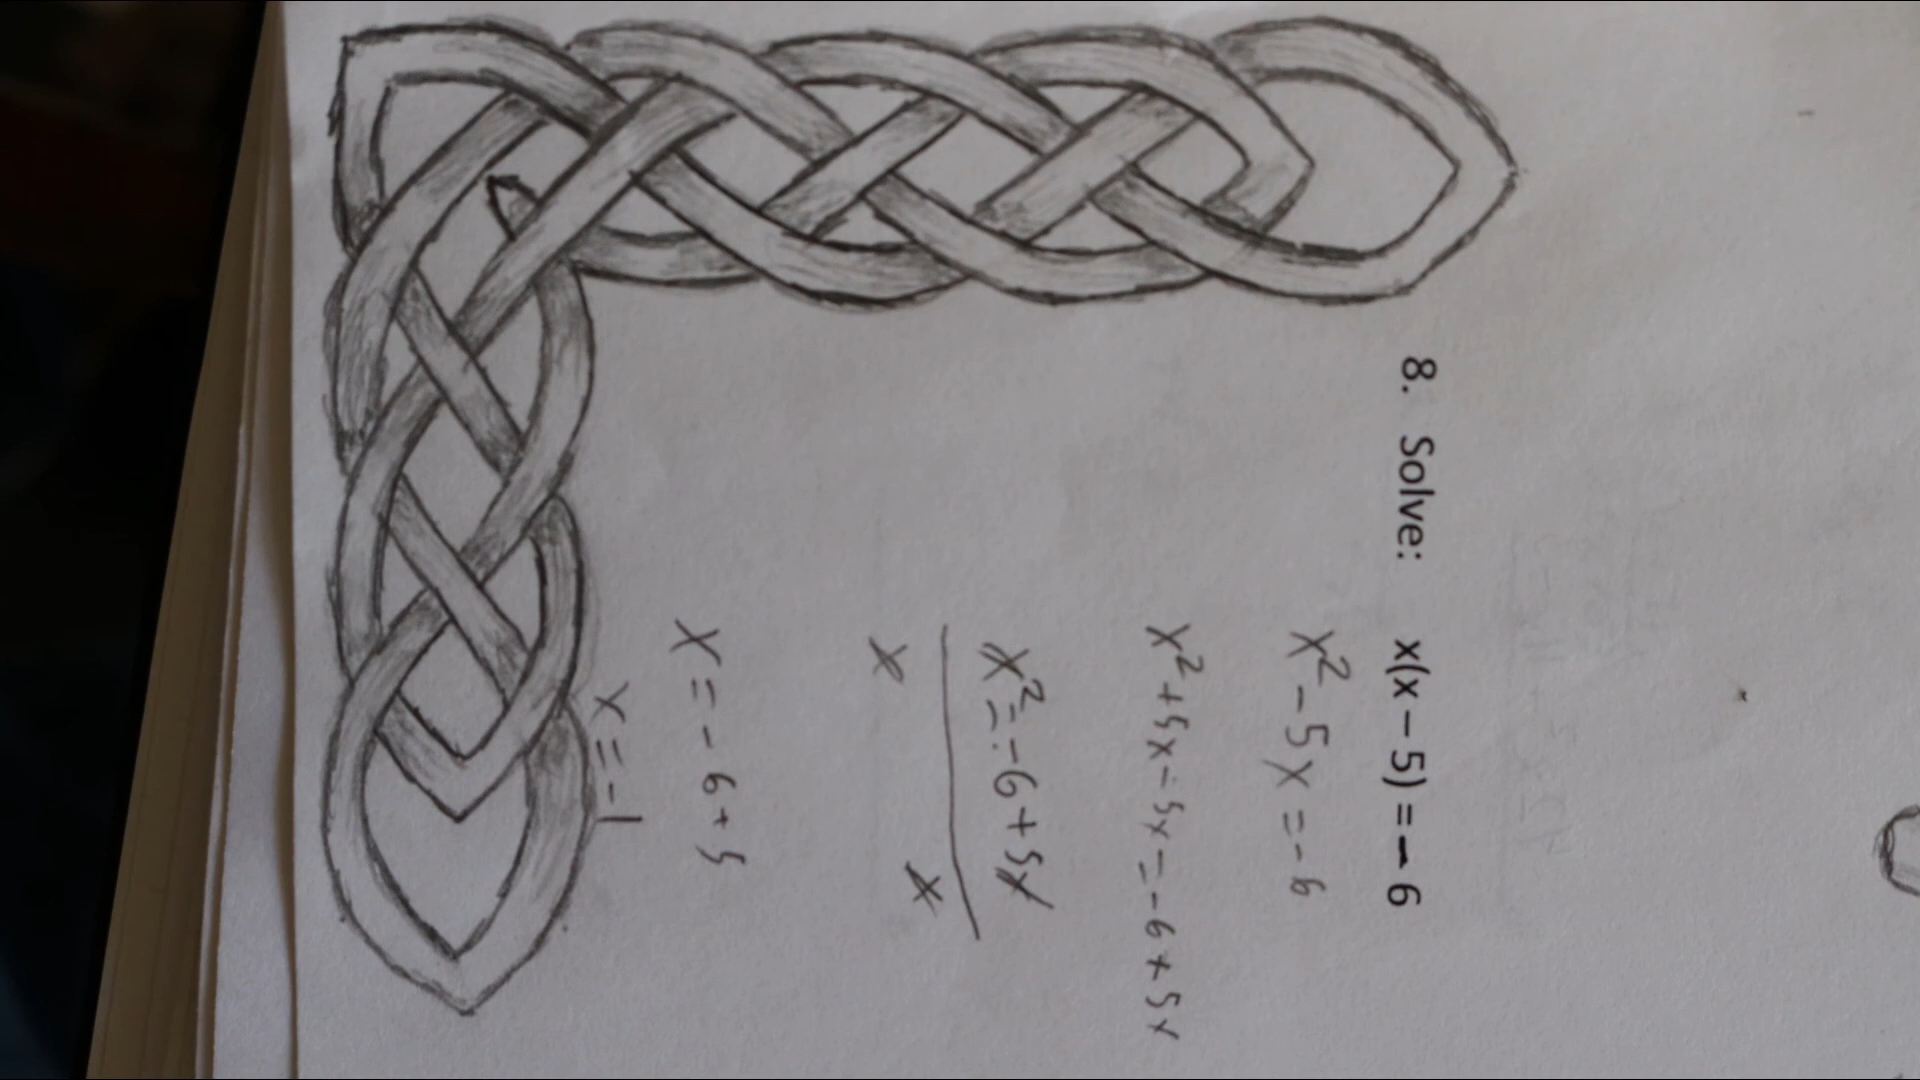 8. Solve: x(x – 5) = – 6
x² - 5x = - 6
x² + 5x - 5x = - 6 + 5x
x² = - 6 + 5x
x x
x = - 6 + 5
x = - 1